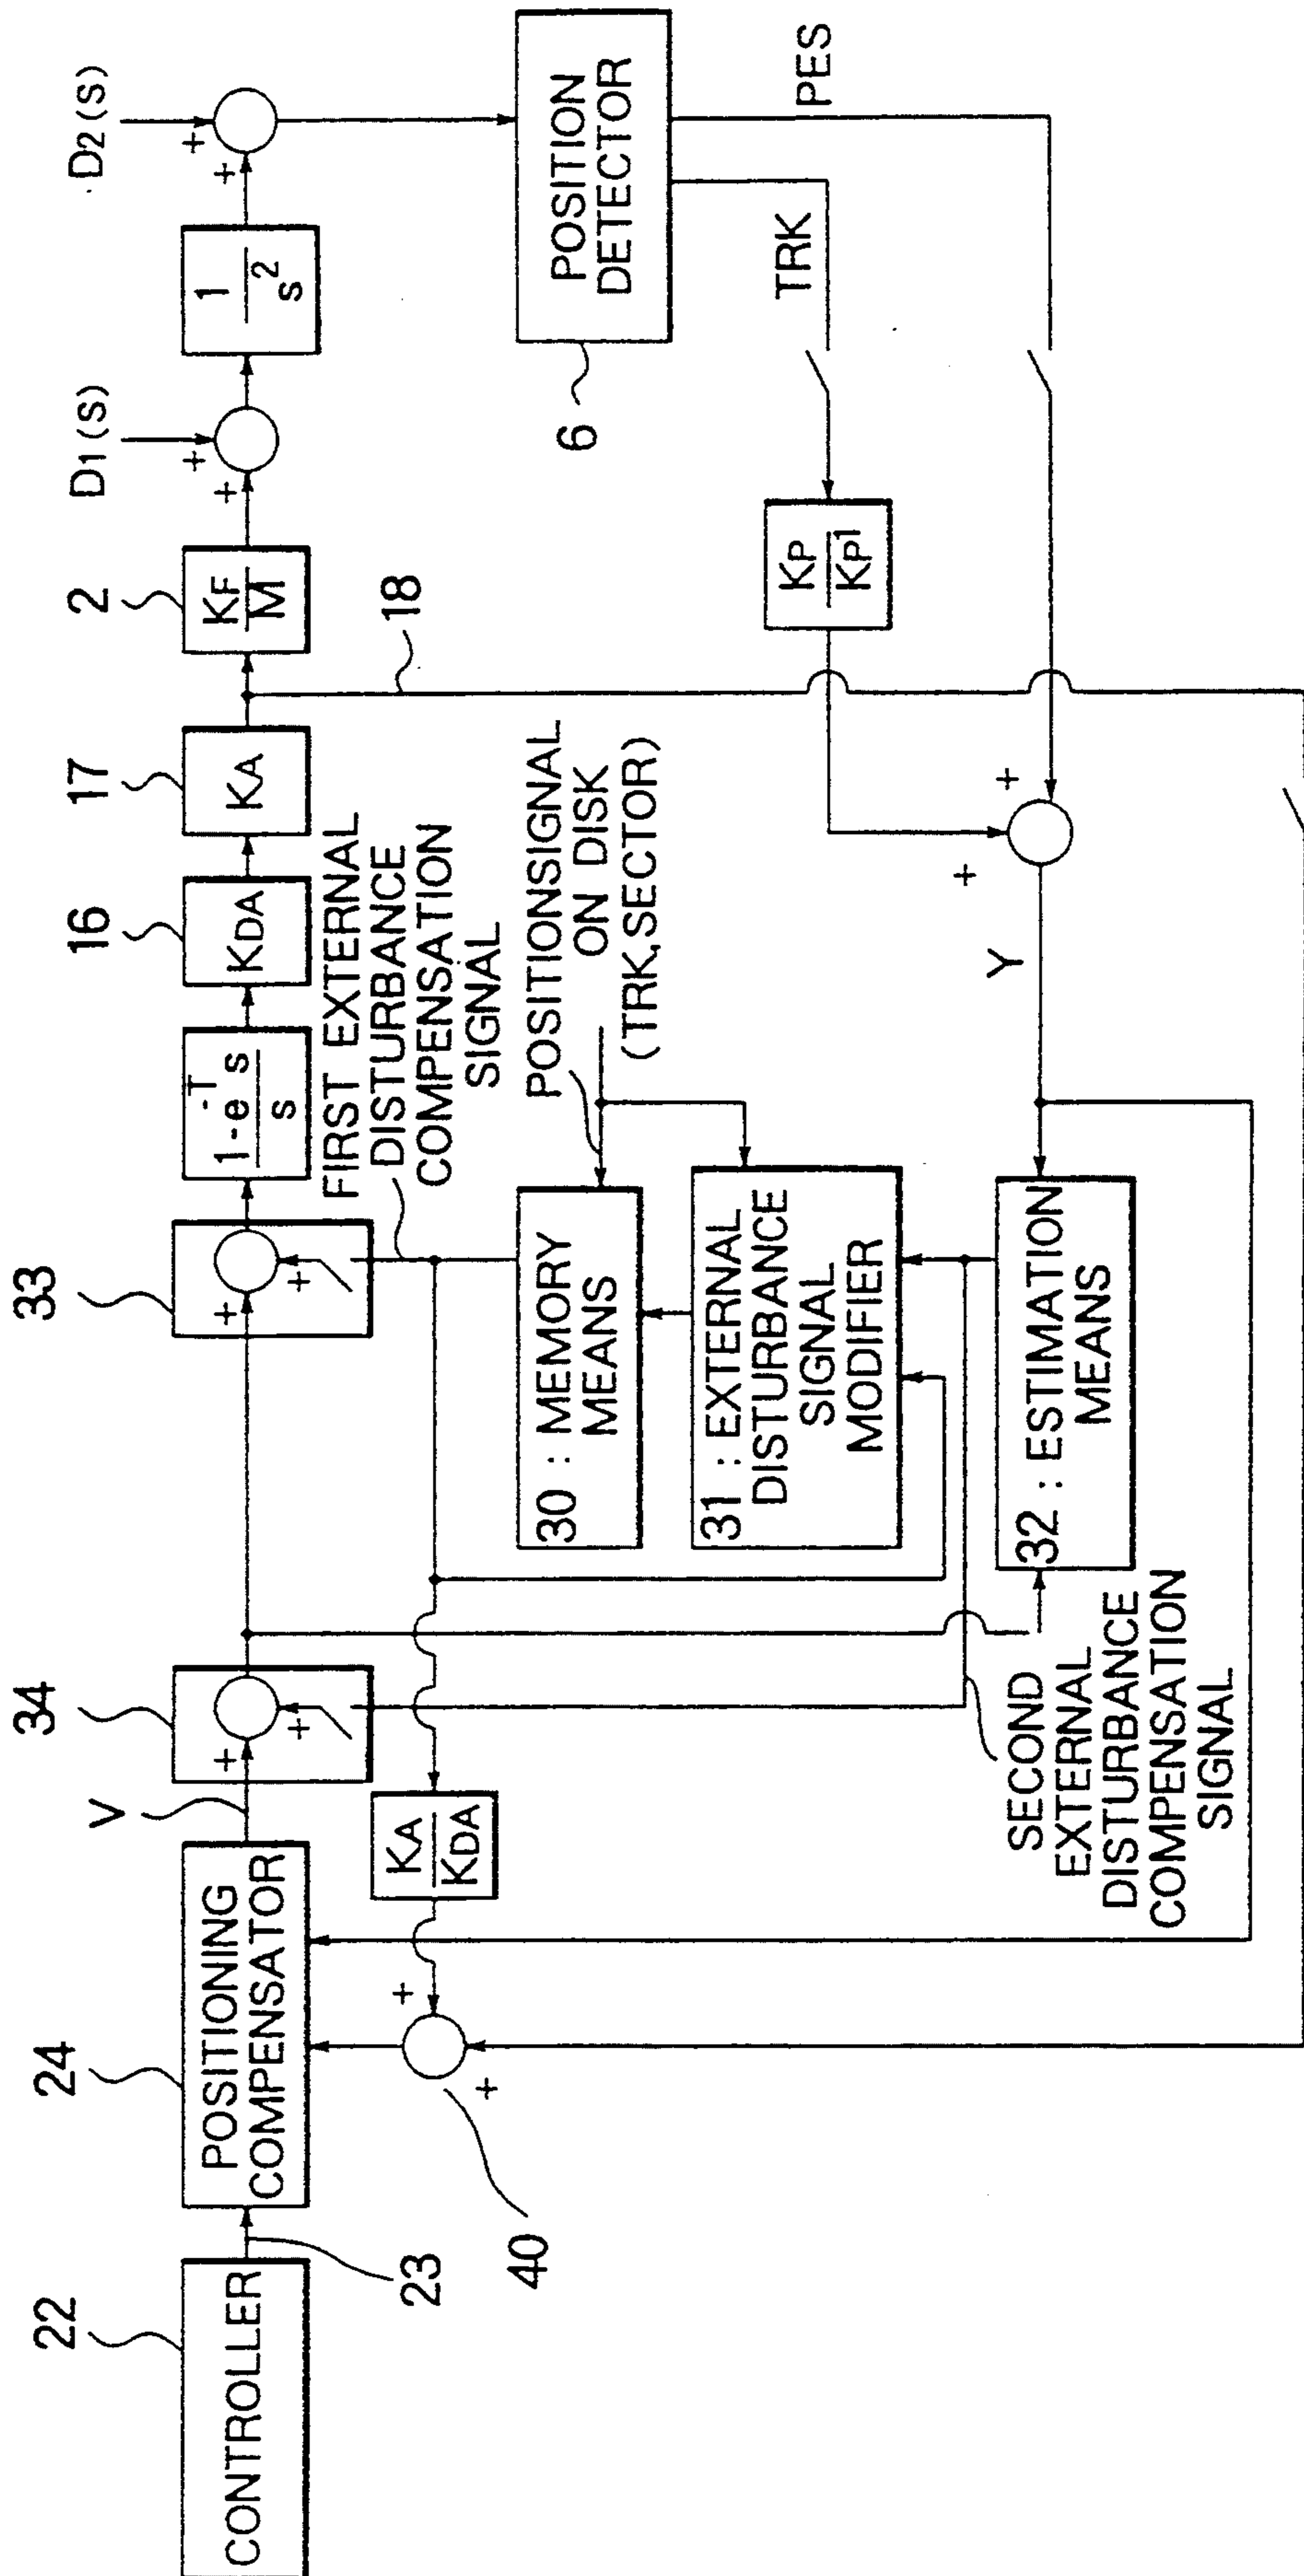 22
CONTROLLER
23
24
POSITIONING
COMPENSATOR
V
34
+
+
33
+
+
1-e -T s
s
16
KDA
17
KA
18
2
KF
M
D1(S)
+
+
1
s2
D2(S)
+
+
40
+
+
KA
KDA
FIRST EXTERNAL
DISTURBANCE
COMPENSATION
SIGNAL
30 : MEMORY
MEANS
POSITIONSIGNAL
ON DISK
(TRK,SECTOR)
31 : EXTERNAL
DISTURBANCE
SIGNAL
MODIFIER
32 : ESTIMATION
MEANS
SECOND
EXTERNAL
DISTURBANCE
COMPENSATION
SIGNAL
Y
+
+
KP
KP1
6
POSITION
DETECTOR
TRK
PES